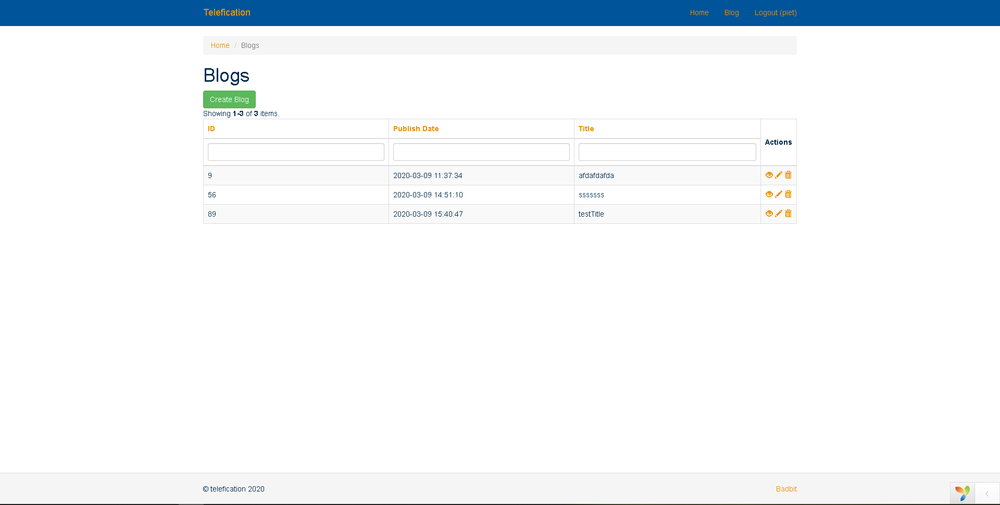 Telefication Home Blog Logout (piet)
Home / Blogs
Blogs
Create Blog
Showing 1-3 of 3 items.
ID Publish Date Title Actions
9 2020-03-09 11:37:34 afdafdafda
56 2020-03-09 14:51:10 sssssss
89 2020-03-09 15:40:47 testTitle
© telefication 2020 Badbit